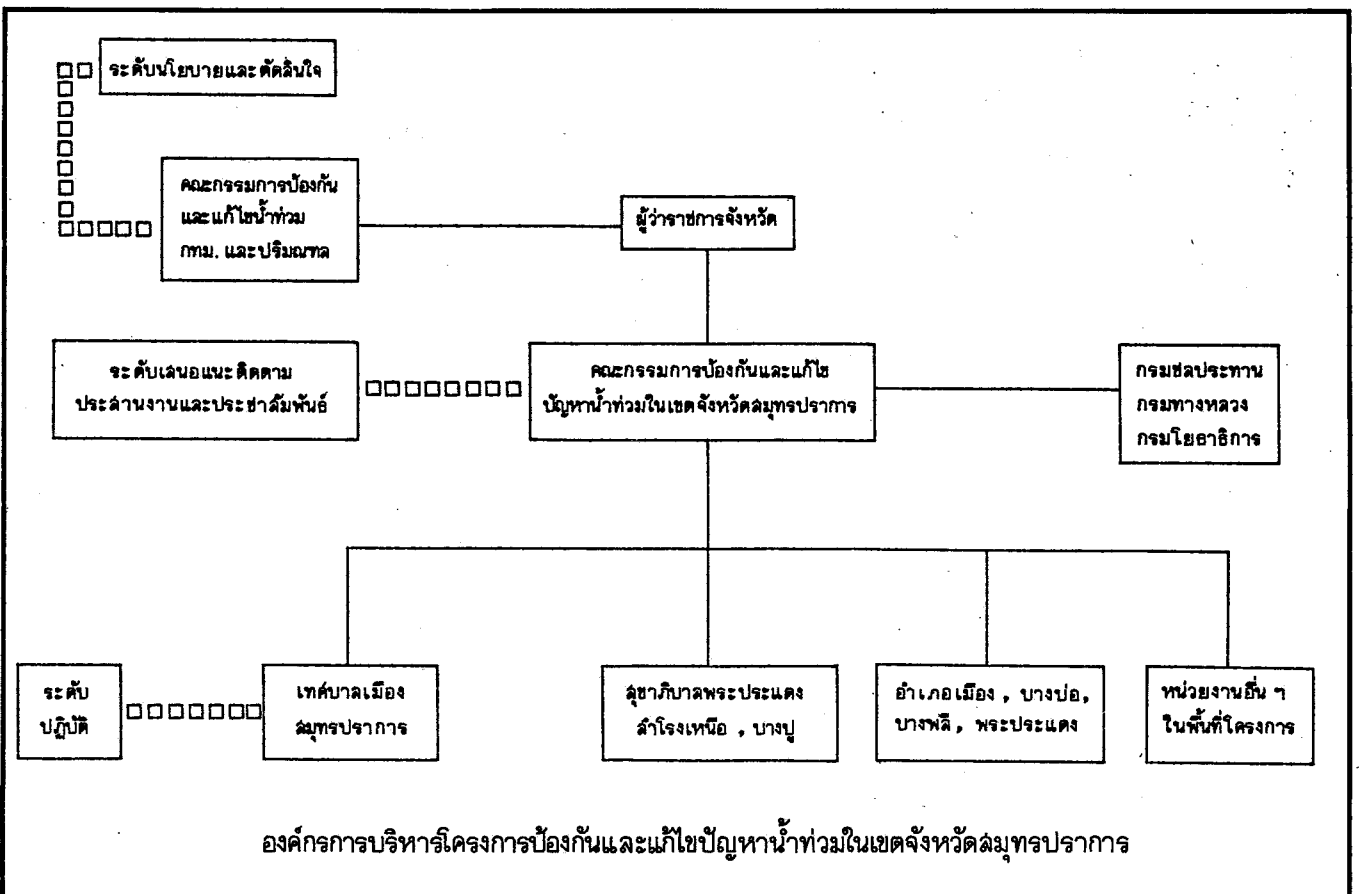 ระดับนโยบายและตัดสินใจ
คณะกรรมการป้องกัน
และแก้ไขน้ำท่วม
กทม. และปริมณฑล
ผู้ว่าราชการจังหวัด
ระดับเสนอแนะติดตาม
ประสานงานและประชาสัมพันธ์
คณะกรรมการป้องกันและแก้ไข
ปัญหาน้ำท่วมในเขตจังหวัดสมุทรปราการ
กรมชลประทาน
กรมทางหลวง
กรมโยธาธิการ
ระดับ
ปฏิบัติ
เทศบาลเมือง
สมุทรปราการ
สุขาภิบาลพระประแดง
สำโรงเหนือ , บางปู
อำเภอเมือง , บางบ่อ,
บางพลี , พระประแดง
หน่วยงานอื่น ๆ
ในพื้นที่โครงการ
องค์กรการบริหารโครงการป้องกันและแก้ไขปัญหาน้ำท่วมในเขตจังหวัดสมุทรปราการ